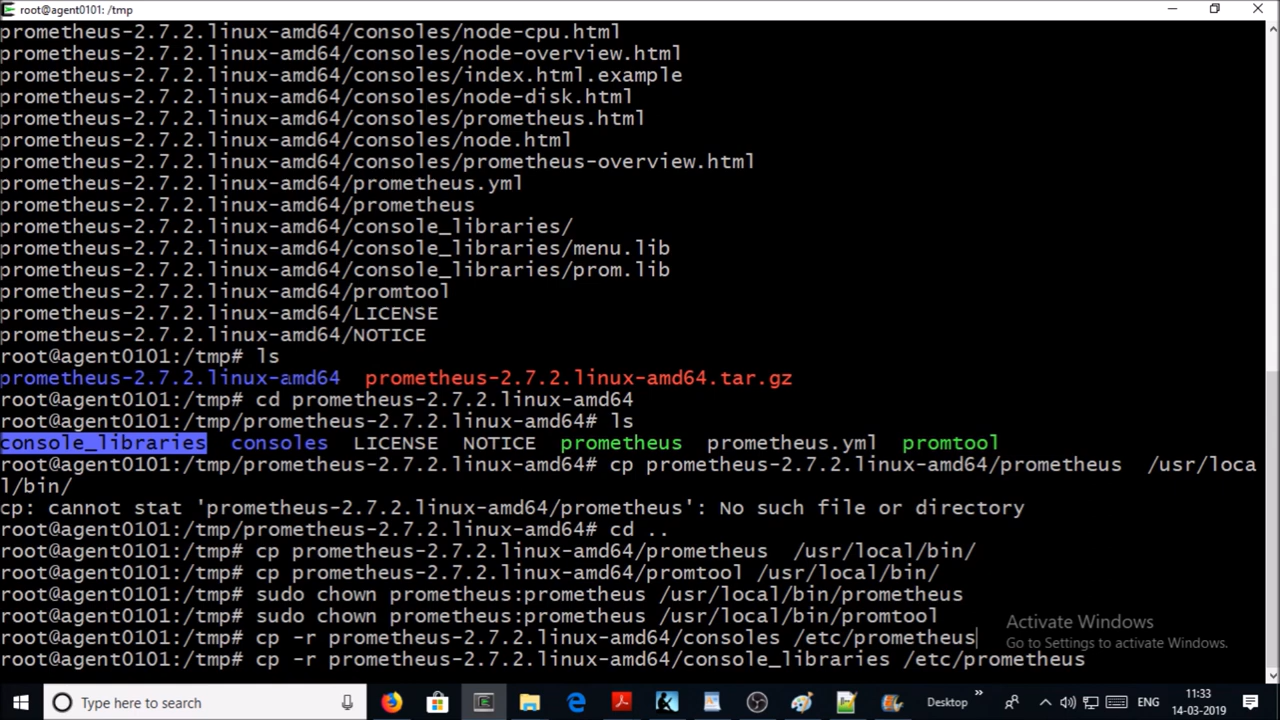 root@agent0101: /tmp
prometheus-2.7.2.linux-amd64/consoles/node-cpu.html
prometheus-2.7.2.linux-amd64/consoles/node-overview.html
prometheus-2.7.2.linux-amd64/consoles/index.html.example
prometheus-2.7.2.linux-amd64/consoles/node-disk.html
prometheus-2.7.2.linux-amd64/consoles/prometheus.html
prometheus-2.7.2.linux-amd64/consoles/node.html
prometheus-2.7.2.linux-amd64/consoles/prometheus-overview.html
prometheus-2.7.2.linux-amd64/prometheus.yml
prometheus-2.7.2.linux-amd64/prometheus
prometheus-2.7.2.linux-amd64/console_libraries/
prometheus-2.7.2.linux-amd64/console_libraries/menu.lib
prometheus-2.7.2.linux-amd64/console_libraries/prom.lib
prometheus-2.7.2.linux-amd64/promtool
prometheus-2.7.2.linux-amd64/LICENSE
prometheus-2.7.2.linux-amd64/NOTICE
root@agent0101:/tmp# ls
prometheus-2.7.2.linux-amd64  prometheus-2.7.2.linux-amd64.tar.gz
root@agent0101:/tmp# cd prometheus-2.7.2.linux-amd64
root@agent0101:/tmp/prometheus-2.7.2.linux-amd64# ls
console_libraries  consoles  LICENSE  NOTICE  prometheus  prometheus.yml  promtool
root@agent0101:/tmp/prometheus-2.7.2.linux-amd64# cp prometheus-2.7.2.linux-amd64/prometheus  /usr/loca
l/bin/
cp: cannot stat 'prometheus-2.7.2.linux-amd64/prometheus': No such file or directory
root@agent0101:/tmp/prometheus-2.7.2.linux-amd64# cd ..
root@agent0101:/tmp# cp prometheus-2.7.2.linux-amd64/prometheus  /usr/local/bin/
root@agent0101:/tmp# cp prometheus-2.7.2.linux-amd64/promtool /usr/local/bin/
root@agent0101:/tmp# sudo chown prometheus:prometheus /usr/local/bin/prometheus
root@agent0101:/tmp# sudo chown prometheus:prometheus /usr/local/bin/promtool
root@agent0101:/tmp# cp -r prometheus-2.7.2.linux-amd64/consoles /etc/prometheus
root@agent0101:/tmp# cp -r prometheus-2.7.2.linux-amd64/console_libraries /etc/prometheus
Activate Windows
Go to Settings to activate Windows.
Type here to search
Desktop
ENG
11:33
14-03-2019